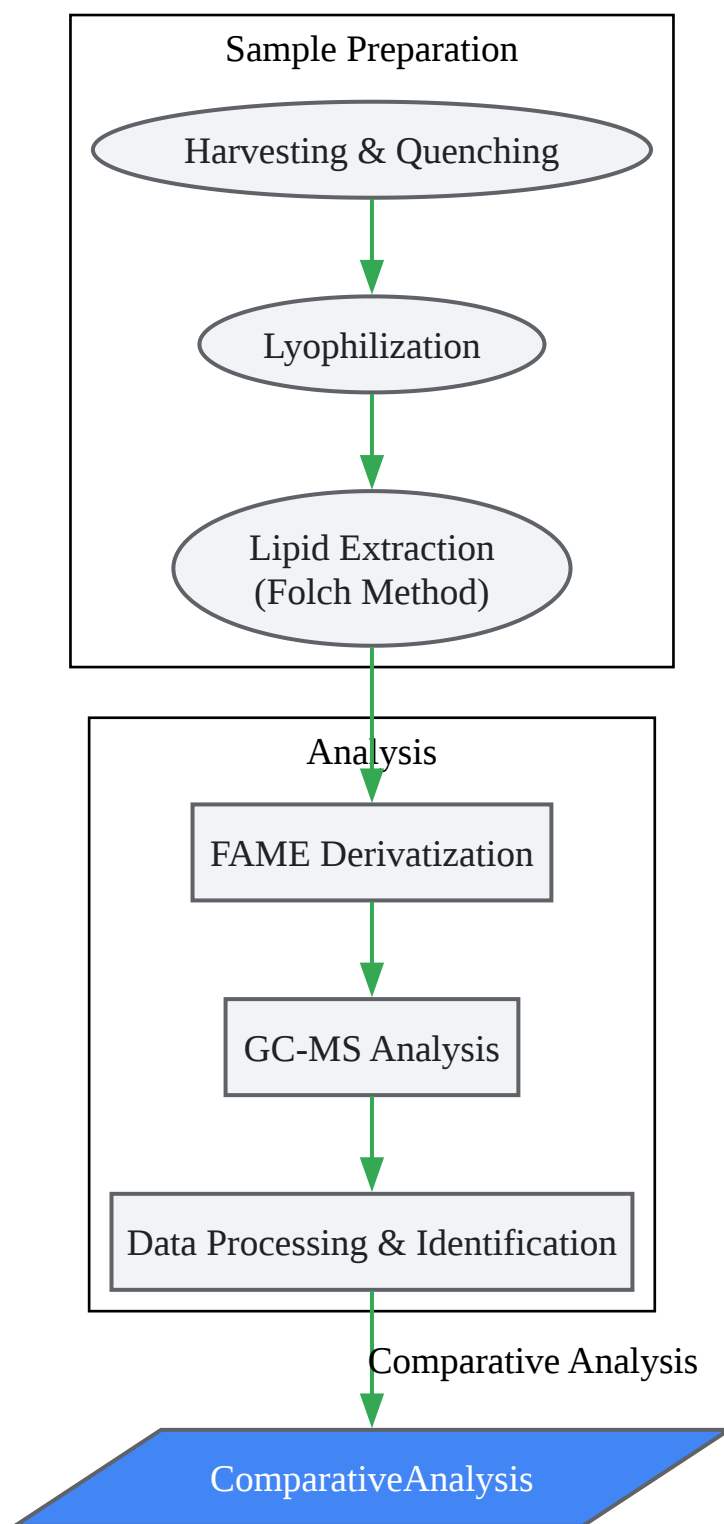 Sample Preparation
Harvesting & Quenching
Lyophilization
Lipid Extraction
(Folch Method)
Analysis
FAME Derivatization
GC-MS Analysis
Data Processing & Identification
Comparative Analysis
ComparativeAnalysis